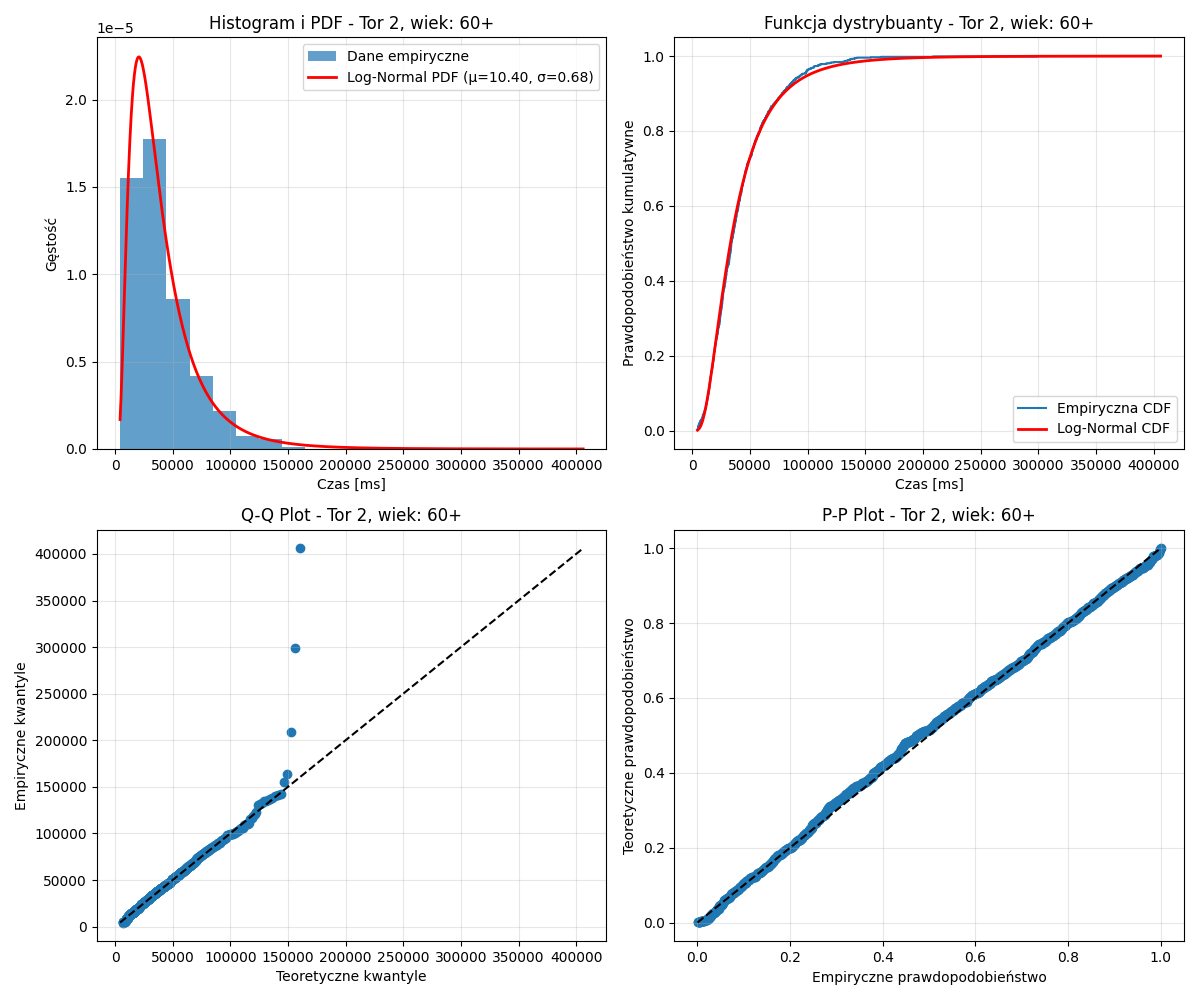 Histogram i PDF - Tor 2, wiek: 60+
1e−5
Dane empiryczne
Log-Normal PDF (μ=10.40, σ=0.68)
2.0
1.5
1.0
0.5
0.0
Gęstość
0 50000 100000 150000 200000 250000 300000 350000 400000
Czas [ms]
Funkcja dystrybuanty - Tor 2, wiek: 60+
1.0
0.8
0.6
0.4
0.2
0.0
Prawdopodobieństwo kumulatywne
Empiryczna CDF
Log-Normal CDF
0 50000 100000 150000 200000 250000 300000 350000 400000
Czas [ms]
Q-Q Plot - Tor 2, wiek: 60+
400000
350000
300000
250000
200000
150000
100000
50000
0
Empiryczne kwantyle
0 50000 100000 150000 200000 250000 300000 350000 400000
Teoretyczne kwantyle
P-P Plot - Tor 2, wiek: 60+
1.0
0.8
0.6
0.4
0.2
0.0
Teoretyczne prawdopodobieństwo
0.0 0.2 0.4 0.6 0.8 1.0
Empiryczne prawdopodobieństwo